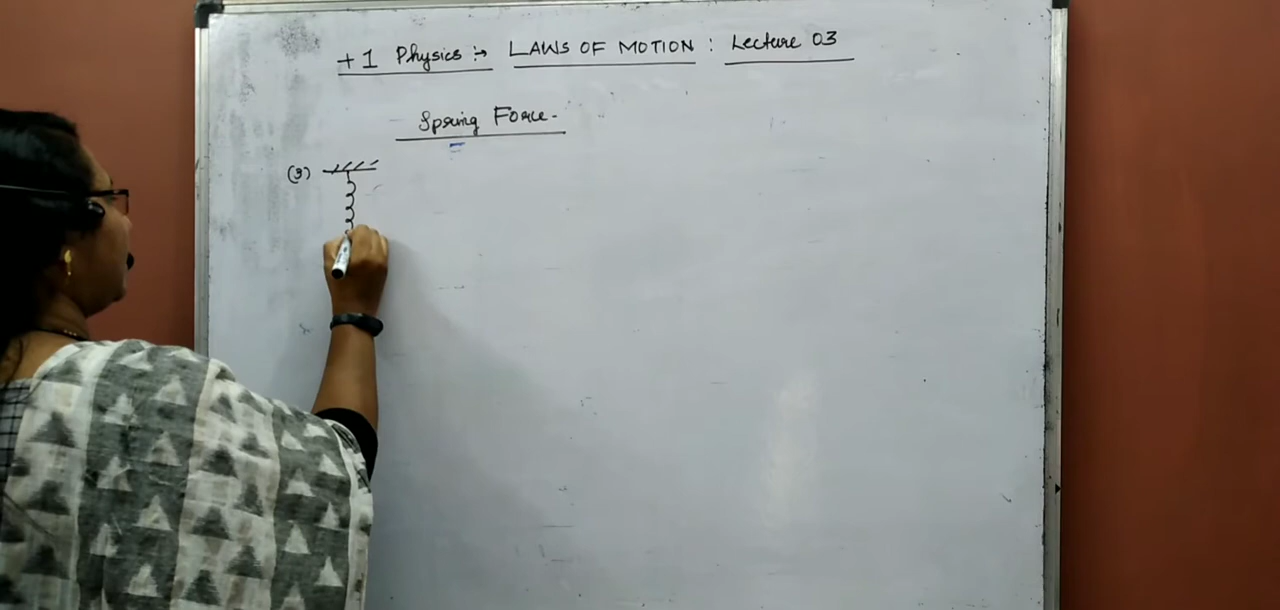 +1 Physics :→ LAWS OF MOTION : Lecture 03
Spring Force.
(3)